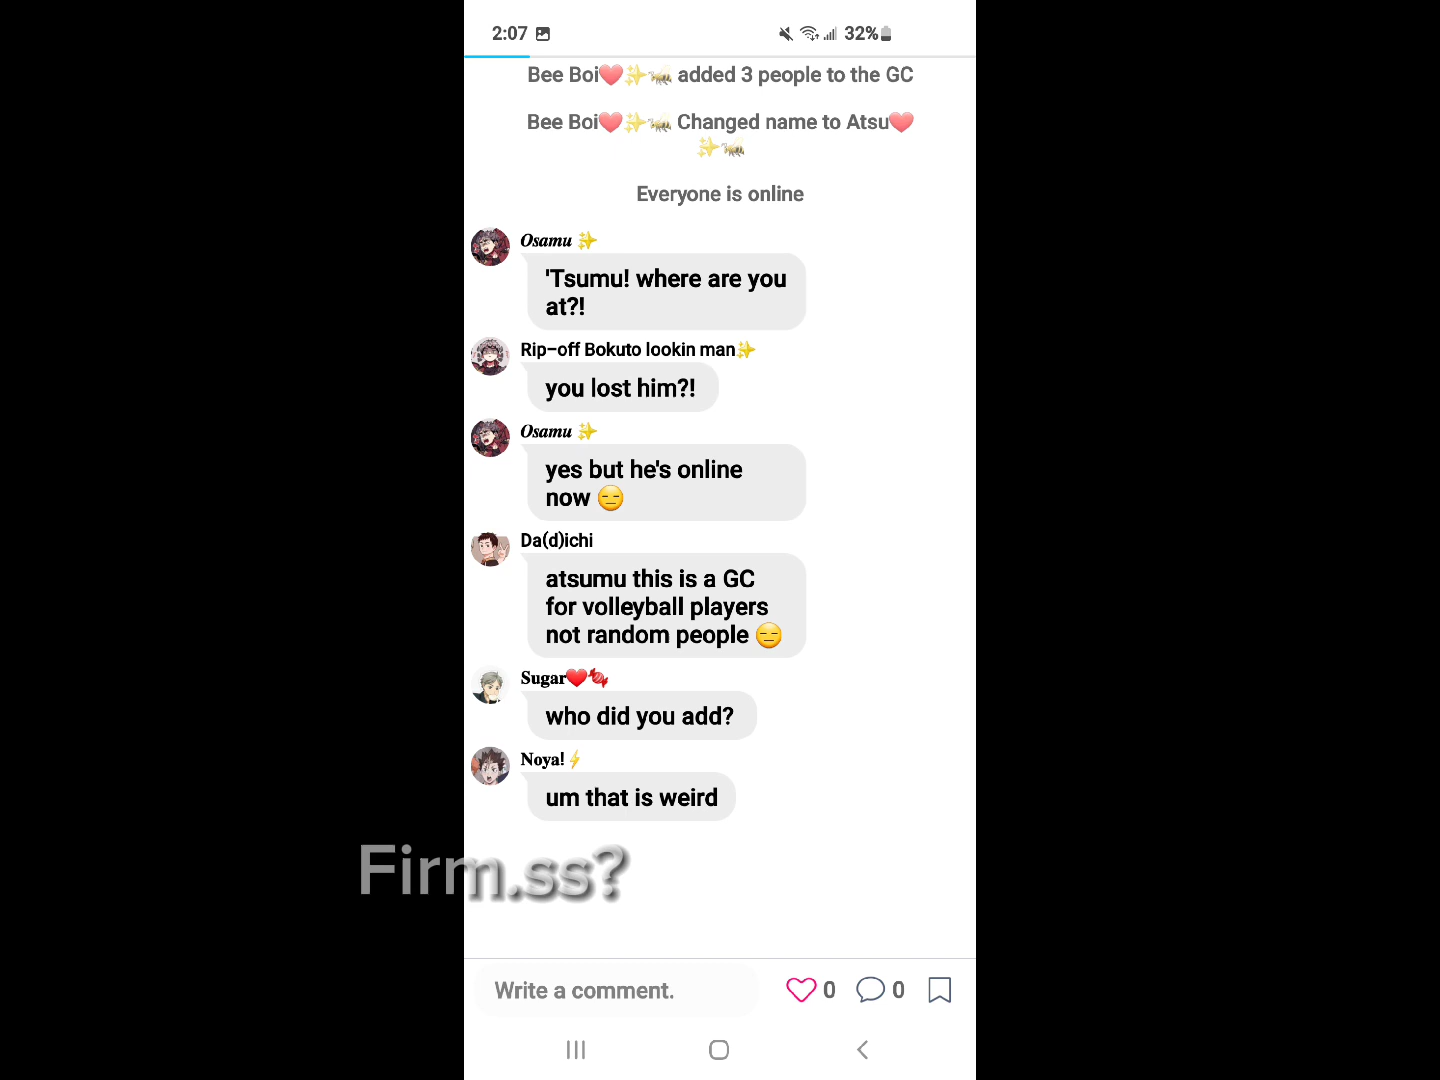 2:07 32%
Bee Boi❤️✨🐝 added 3 people to the GC
Bee Boi❤️✨🐝 Changed name to Atsu❤️
✨🐝
Everyone is online
Osamu ✨
'Tsumu! where are you
at?!
Rip-off Bokuto lookin man✨
you lost him?!
Osamu ✨
yes but he's online
now 😑
Da(d)ichi
atsumu this is a GC
for volleyball players
not random people 😑
Sugar❤️🍬
who did you add?
Noya!⚡
um that is weird
Firm.ss?
Write a comment. 0 0